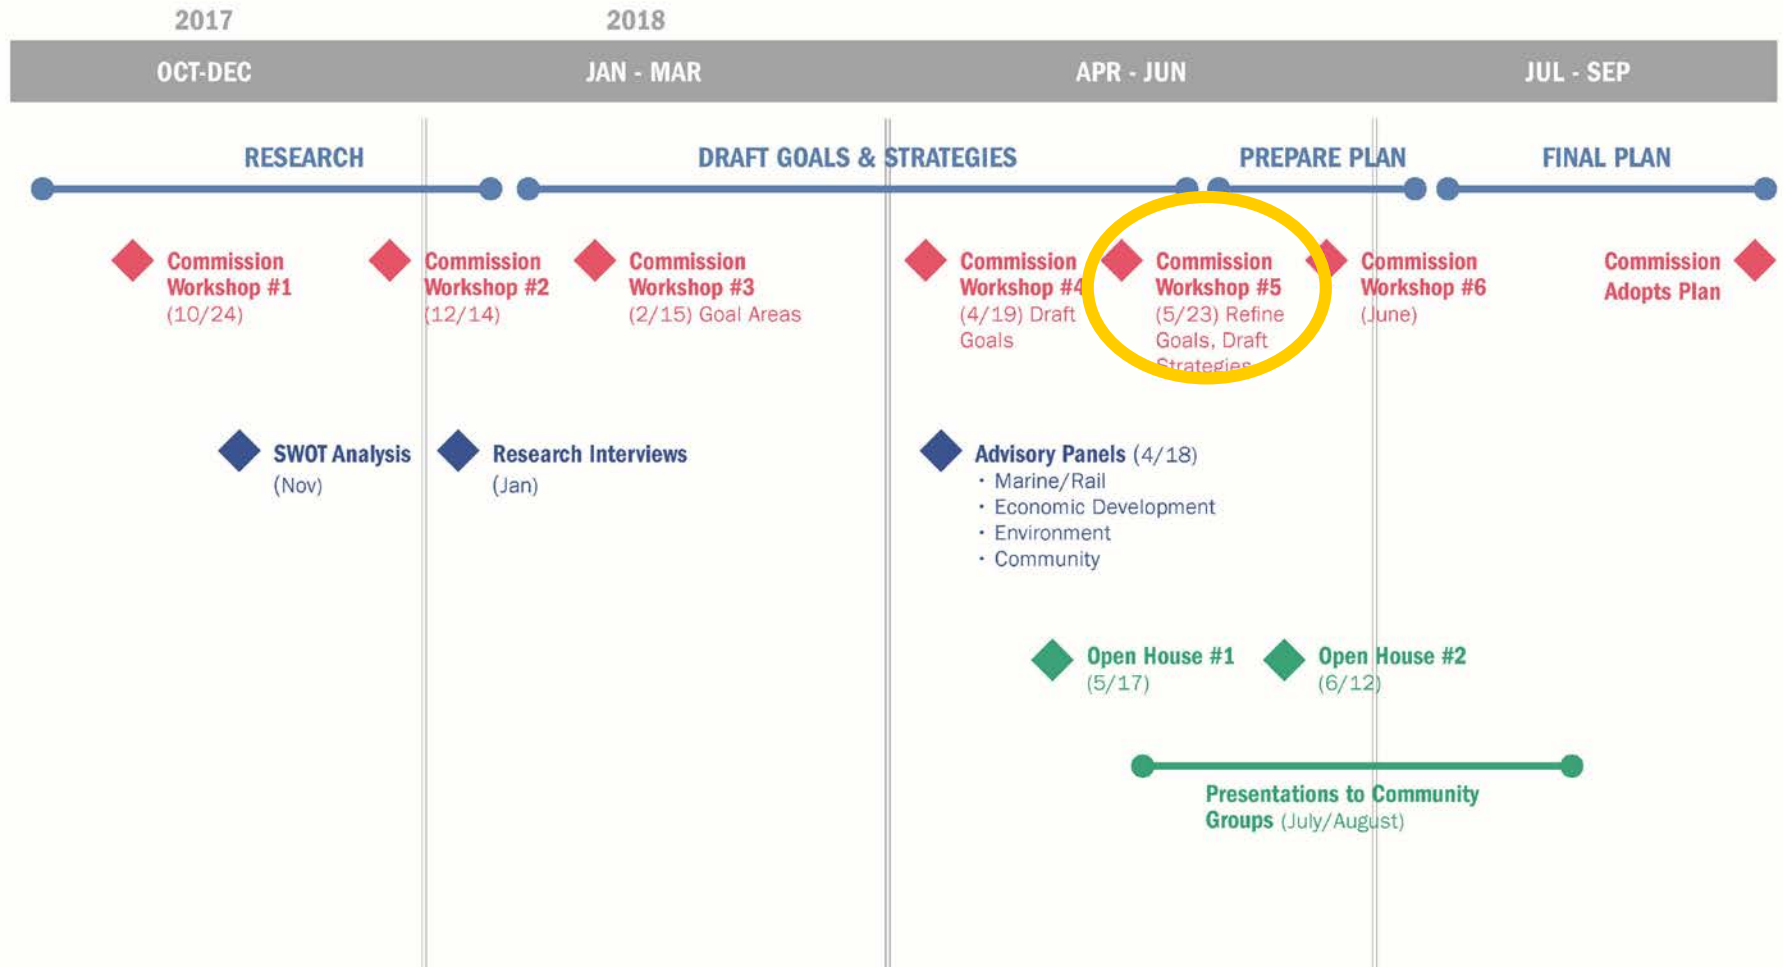 2017
2018
OCT-DEC
JAN - MAR
APR - JUN
JUL - SEP
RESEARCH
DRAFT GOALS & STRATEGIES
PREPARE PLAN
FINAL PLAN
Commission
Workshop #1
(10/24)
Commission
Workshop #2
(12/14)
Commission
Workshop #3
(2/15) Goal Areas
Commission
Workshop #4
(4/19) Draft
Goals
Commission
Workshop #5
(5/23) Refine
Goals, Draft
Strategies
Commission
Workshop #6
(June)
Commission
Adopts Plan
SWOT Analysis
(Nov)
Research Interviews
(Jan)
Advisory Panels (4/18)
· Marine/Rail
· Economic Development
· Environment
· Community
Open House #1
(5/17)
Open House #2
(6/12)
Presentations to Community
Groups (July/August)